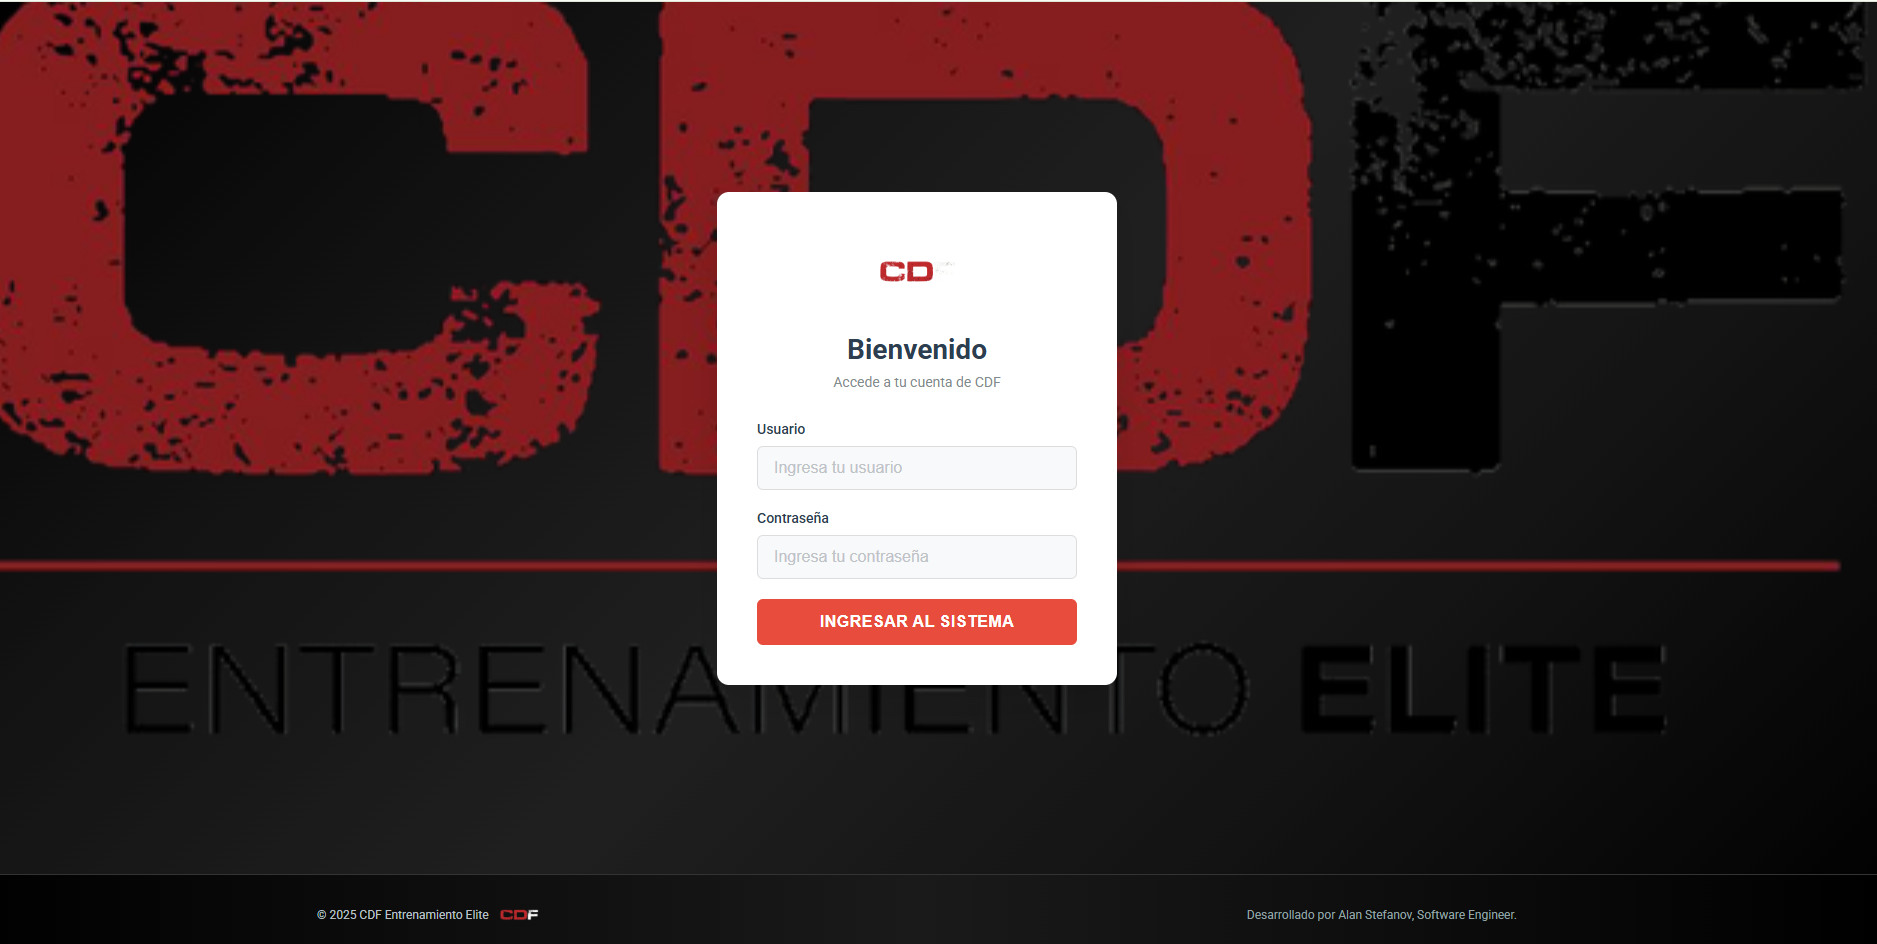 CDF
CDF
Bienvenido
Accede a tu cuenta de CDF
Usuario
Ingresa tu usuario
Contraseña
Ingresa tu contraseña
INGRESAR AL SISTEMA
ENTRENAMIENTO ELITE
© 2025 CDF Entrenamiento Elite CDF
Desarrollado por Alan Stefanov, Software Engineer.